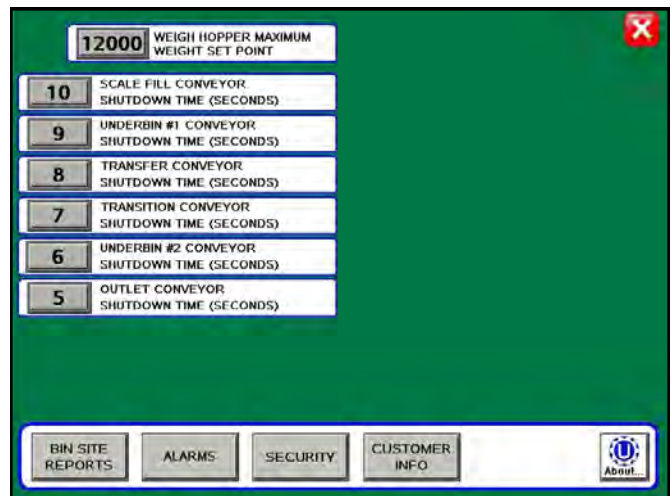 12000 WEIGH HOPPER MAXIMUM
WEIGHT SET POINT
10 SCALE FILL CONVEYOR
SHUTDOWN TIME (SECONDS)
9 UNDERBIN #1 CONVEYOR
SHUTDOWN TIME (SECONDS)
8 TRANSFER CONVEYOR
SHUTDOWN TIME (SECONDS)
7 TRANSITION CONVEYOR
SHUTDOWN TIME (SECONDS)
6 UNDERBIN #2 CONVEYOR
SHUTDOWN TIME (SECONDS)
5 OUTLET CONVEYOR
SHUTDOWN TIME (SECONDS)
BIN SITE
REPORTS
ALARMS
SECURITY
CUSTOMER
INFO
U
About...